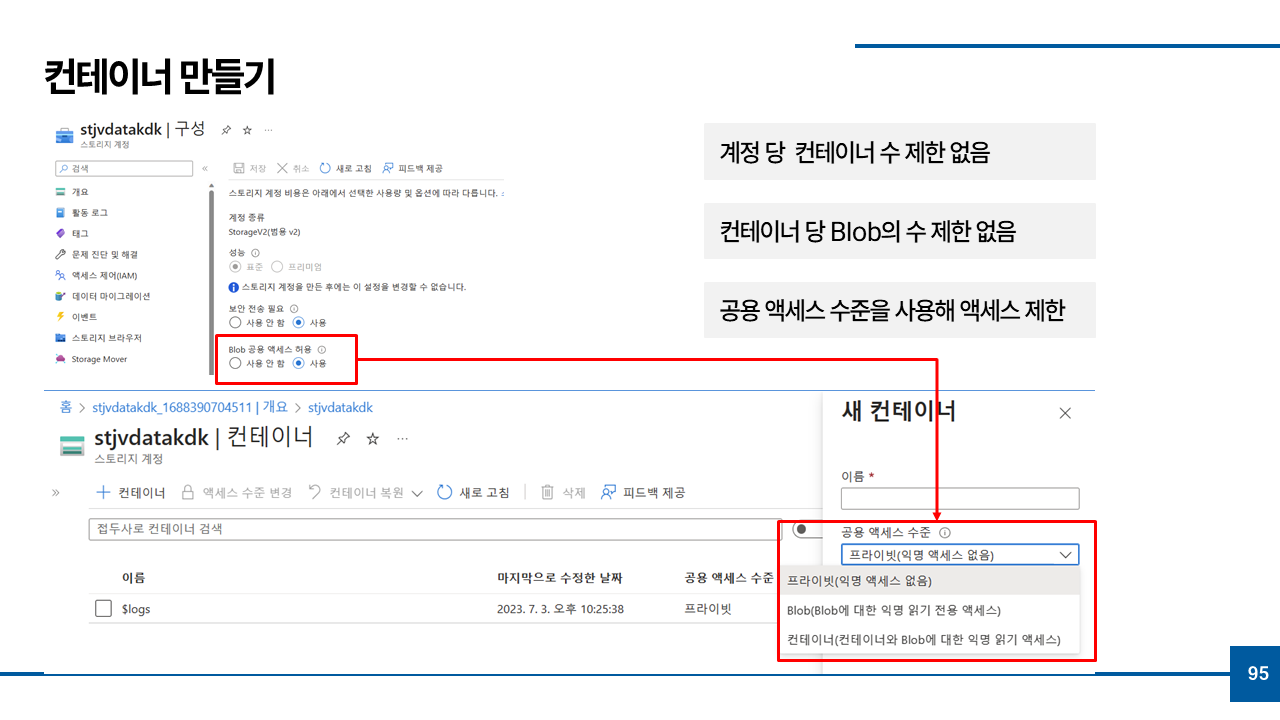 컨테이너 만들기
stjvdatakdk | 구성
스토리지 계정
검색
개요
활동 로그
태그
문제 진단 및 해결
액세스 제어(IAM)
데이터 마이그레이션
이벤트
스토리지 브라우저
Storage Mover
저장 취소 새로 고침 피드백 제공
스토리지 계정 비용은 아래에서 선택한 사용량 및 옵션에 따라 다릅니다.
계정 종류
StorageV2(범용 v2)
성능
표준 프리미엄
스토리지 계정을 만든 후에는 이 설정을 변경할 수 없습니다.
보안 전송 필요
사용 안 함 사용
Blob 공용 액세스 허용
사용 안 함 사용
계정 당 컨테이너 수 제한 없음
컨테이너 당 Blob의 수 제한 없음
공용 액세스 수준을 사용해 액세스 제한
홈 > stjvdatakdk_1688390704511 | 개요 > stjvdatakdk
stjvdatakdk | 컨테이너
스토리지 계정
컨테이너 액세스 수준 변경 컨테이너 복원 새로 고침 삭제 피드백 제공
접두사로 컨테이너 검색
이름 마지막으로 수정한 날짜 공용 액세스 수준
$logs 2023. 7. 3. 오후 10:25:38 프라이빗
새 컨테이너
이름 *
공용 액세스 수준
프라이빗(익명 액세스 없음)
프라이빗(익명 액세스 없음)
Blob(Blob에 대한 익명 읽기 전용 액세스)
컨테이너(컨테이너와 Blob에 대한 익명 읽기 액세스)
95